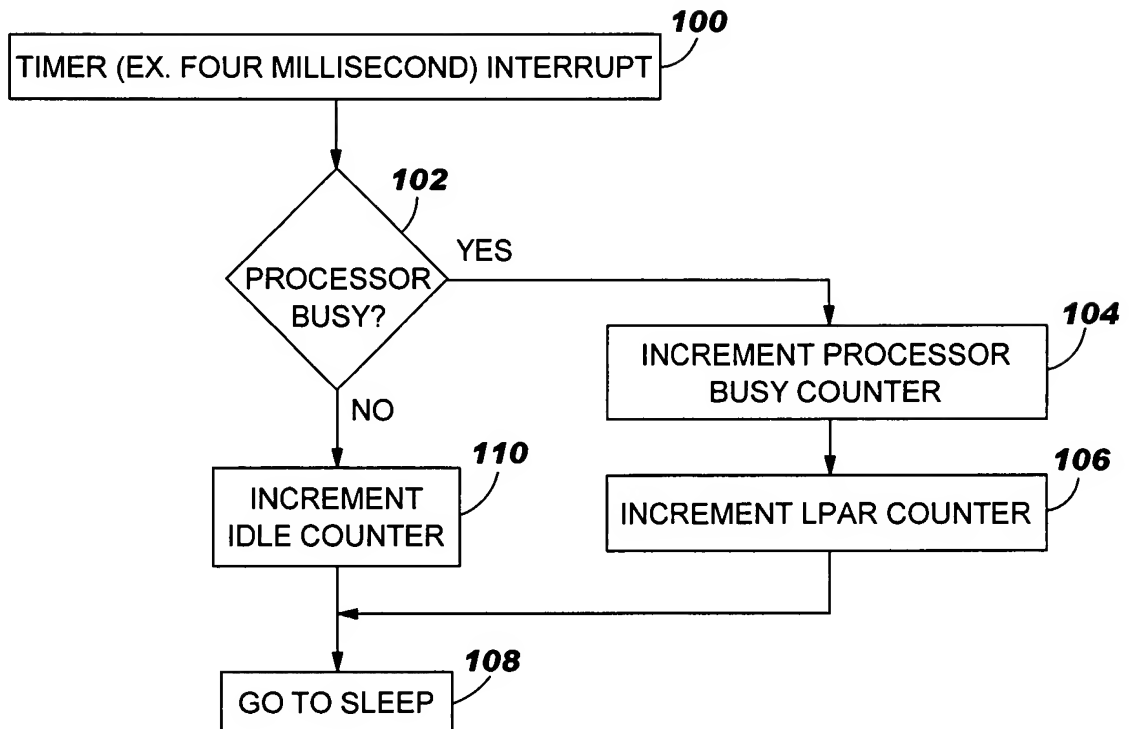 100
TIMER (EX. FOUR MILLISECOND) INTERRUPT
102
PROCESSOR
BUSY?
YES
104
INCREMENT PROCESSOR
BUSY COUNTER
NO
110
INCREMENT
IDLE COUNTER
106
INCREMENT LPAR COUNTER
108
GO TO SLEEP